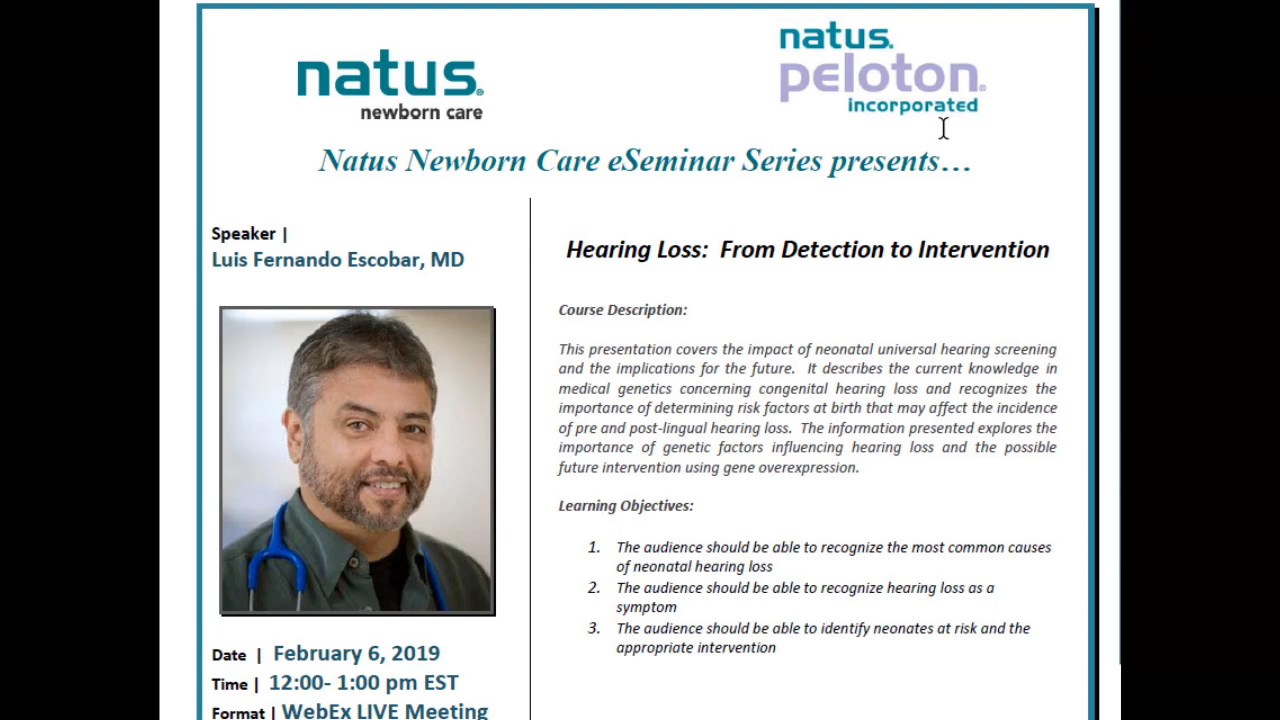 natus®
newborn care
natus®
peloton®
incorporated
Natus Newborn Care eSeminar Series presents…
Speaker |
Luis Fernando Escobar, MD
Date | February 6, 2019
Time | 12:00- 1:00 pm EST
Format | WebEx LIVE Meeting
Hearing Loss: From Detection to Intervention
Course Description:
This presentation covers the impact of neonatal universal hearing screening
and the implications for the future. It describes the current knowledge in
medical genetics concerning congenital hearing loss and recognizes the
importance of determining risk factors at birth that may affect the incidence
of pre and post-lingual hearing loss. The information presented explores the
importance of genetic factors influencing hearing loss and the possible
future intervention using gene overexpression.
Learning Objectives:
1. The audience should be able to recognize the most common causes
of neonatal hearing loss
2. The audience should be able to recognize hearing loss as a
symptom
3. The audience should be able to identify neonates at risk and the
appropriate intervention